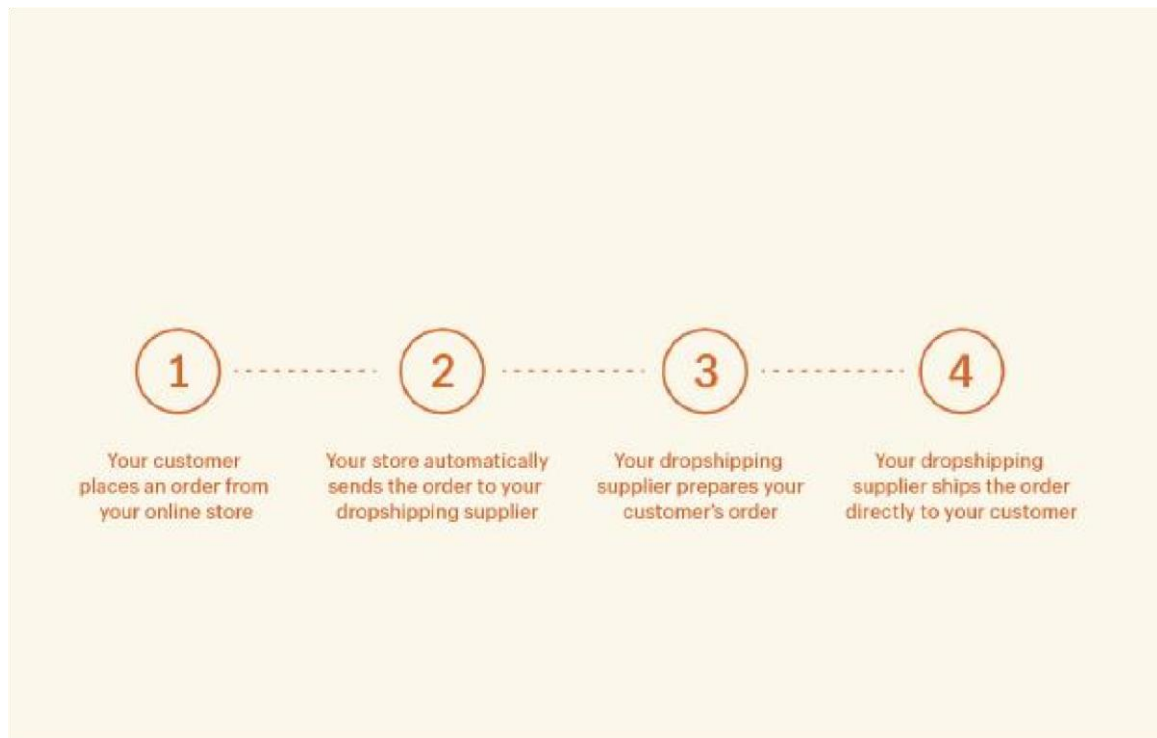 1
Your customer
places an order from
your online store
2
Your store automatically
sends the order to your
dropshipping supplier
3
Your dropshipping
supplier prepares your
customer's order
4
Your dropshipping
supplier ships the order
directly to your customer